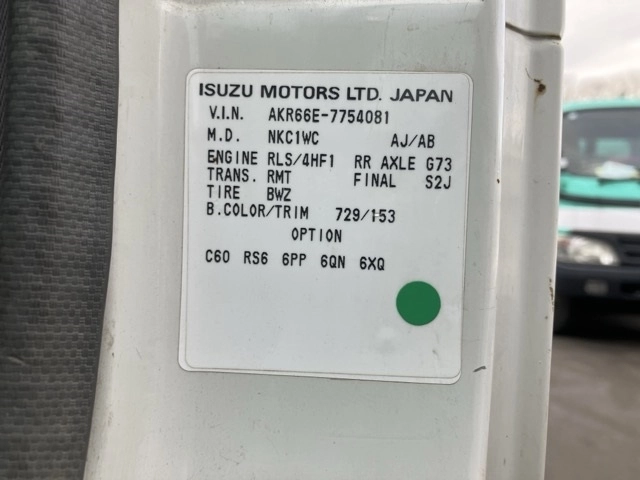 ISUZU MOTORS LTD. JAPAN
V.I.N. AKR66E-7754081
M.D. NKC1WC AJ/AB
ENGINE RLS/4HF1 RR AXLE G73
TRANS. RMT FINAL S2J
TIRE BWZ
B.COLOR/TRIM 729/153
OPTION
C60 RS6 6PP 6QN 6XQ